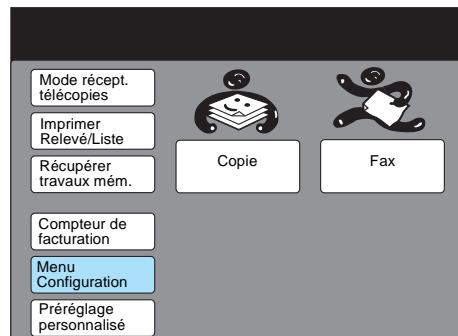 Mode récept.
télécopies
Imprimer
Relevé/Liste
Récupérer
travaux mém.
Copie
Fax
Compteur de
facturation
Menu
Configuration
Préréglage
personnalisé